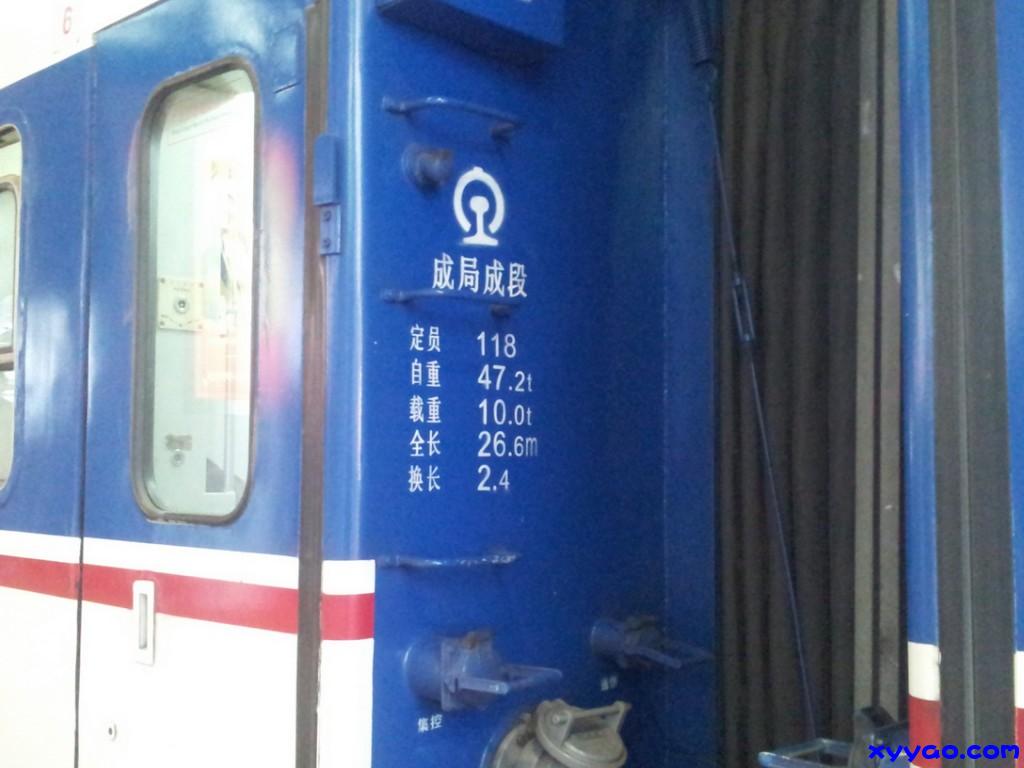 6
成局成段
定员 118
自重 47.2t
载重 10.0t
全长 26.6m
换长 2.4
集控
xyyao.com